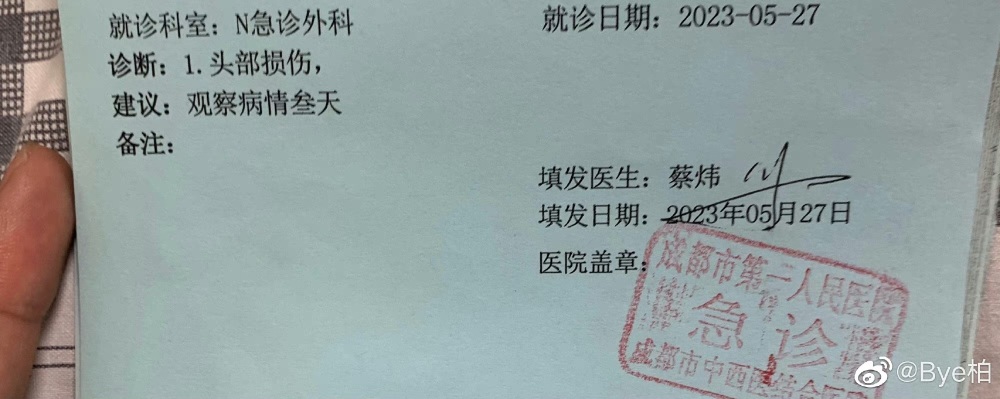 就诊科室：N急诊外科
就诊日期：2023-05-27
诊断：1.头部损伤，
建议：观察病情叁天
备注：
填发医生：蔡炜
填发日期：2023年05月27日
医院盖章：
成都市第一人民医院
急诊
成都市中西医结合医院
@Bye柏